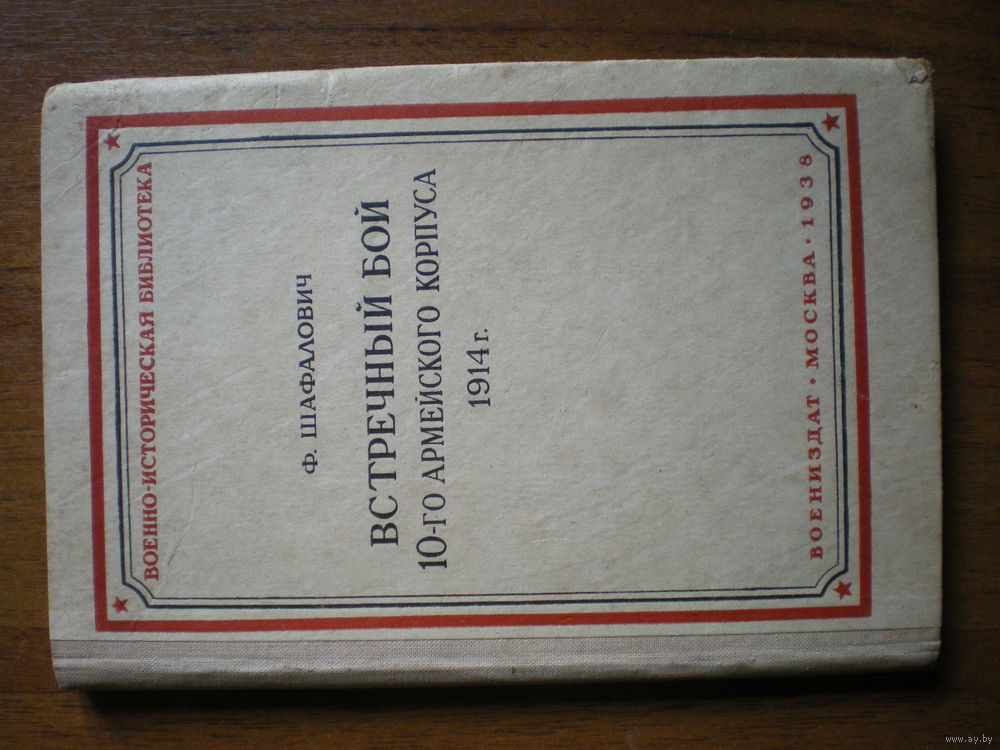 ВОЕННО-ИСТОРИЧЕСКАЯ БИБЛИОТЕКА
Ф. ШАФАЛОВИЧ
ВСТРЕЧНЫЙ БОЙ
10-ГО АРМЕЙСКОГО КОРПУСА
1914 г.
ВОЕНИЗДАТ · МОСКВА · 1938
www.ay.by